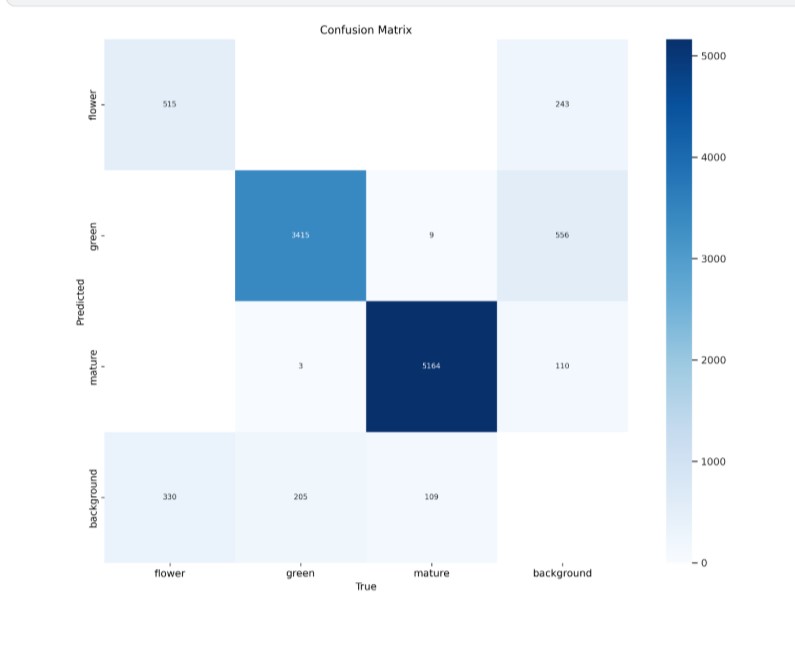 Confusion Matrix
flower
515
243
5000
4000
green
3415
9
556
3000
Predicted
mature
3
5164
110
2000
1000
background
330
205
109
0
flower
green
mature
background
True